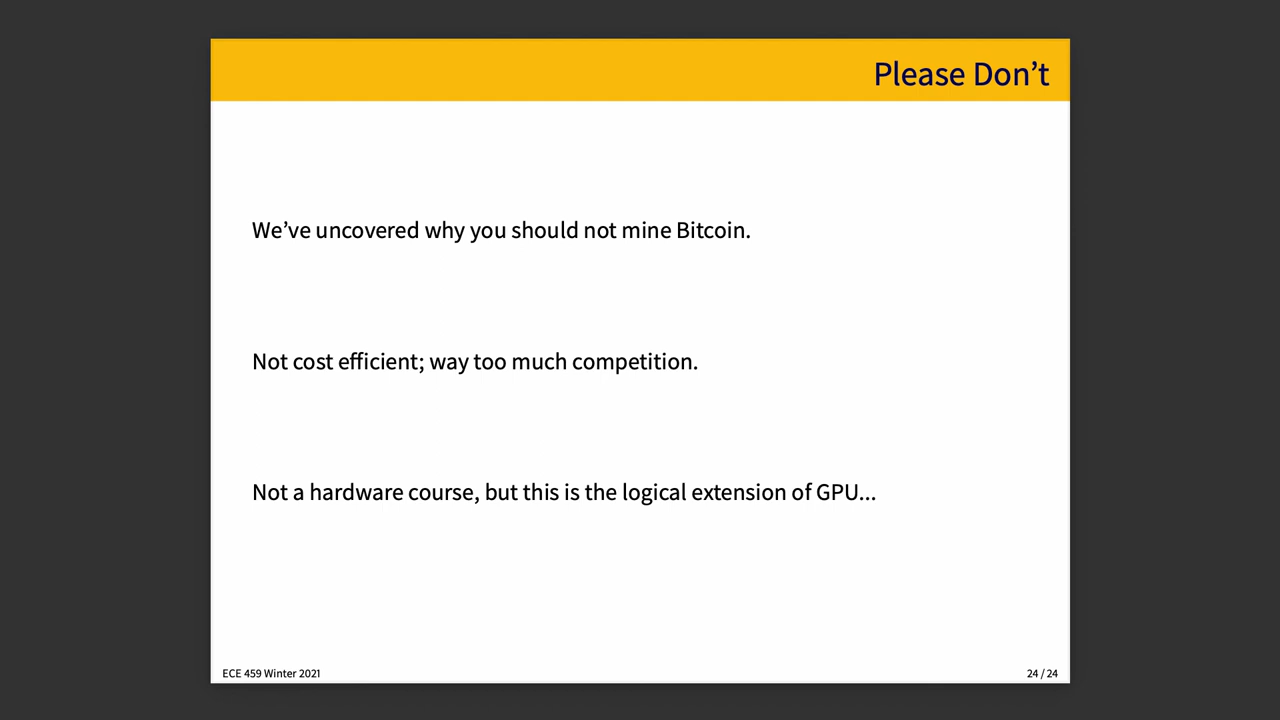 Please Don’t
We’ve uncovered why you should not mine Bitcoin.
Not cost efficient; way too much competition.
Not a hardware course, but this is the logical extension of GPU...
ECE 459 Winter 2021
24 / 24